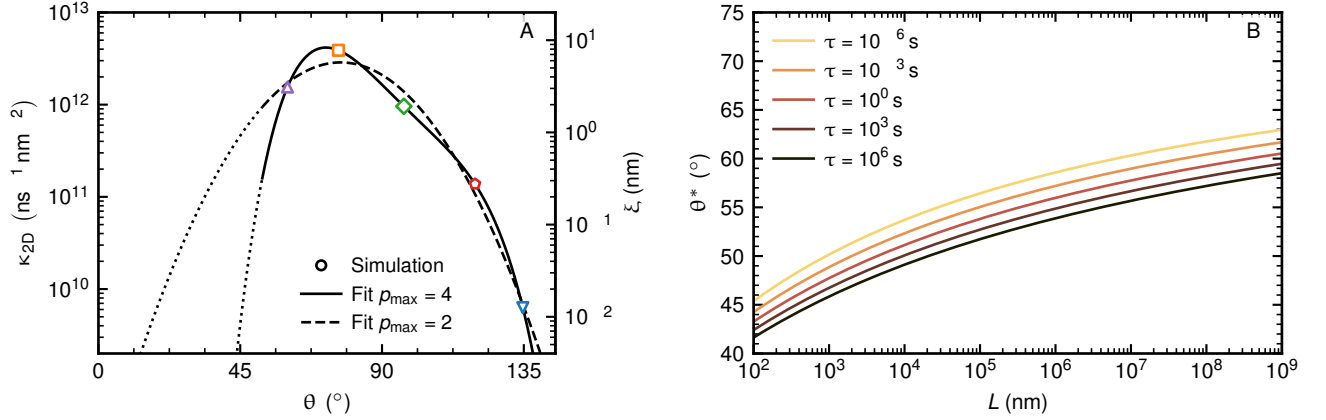 A
κ2D (ns 1 nm 2)
10^13
10^12
10^11
10^10
10^1
10^0
10 1
10 2
ξ (nm)
Simulation
Fit pmax = 4
Fit pmax = 2
0 45 90 135
θ (°)
B
θ* (°)
75
70
65
60
55
50
45
40
τ = 10 6 s
τ = 10 3 s
τ = 10^0 s
τ = 10^3 s
τ = 10^6 s
10^2 10^3 10^4 10^5 10^6 10^7 10^8 10^9
L (nm)